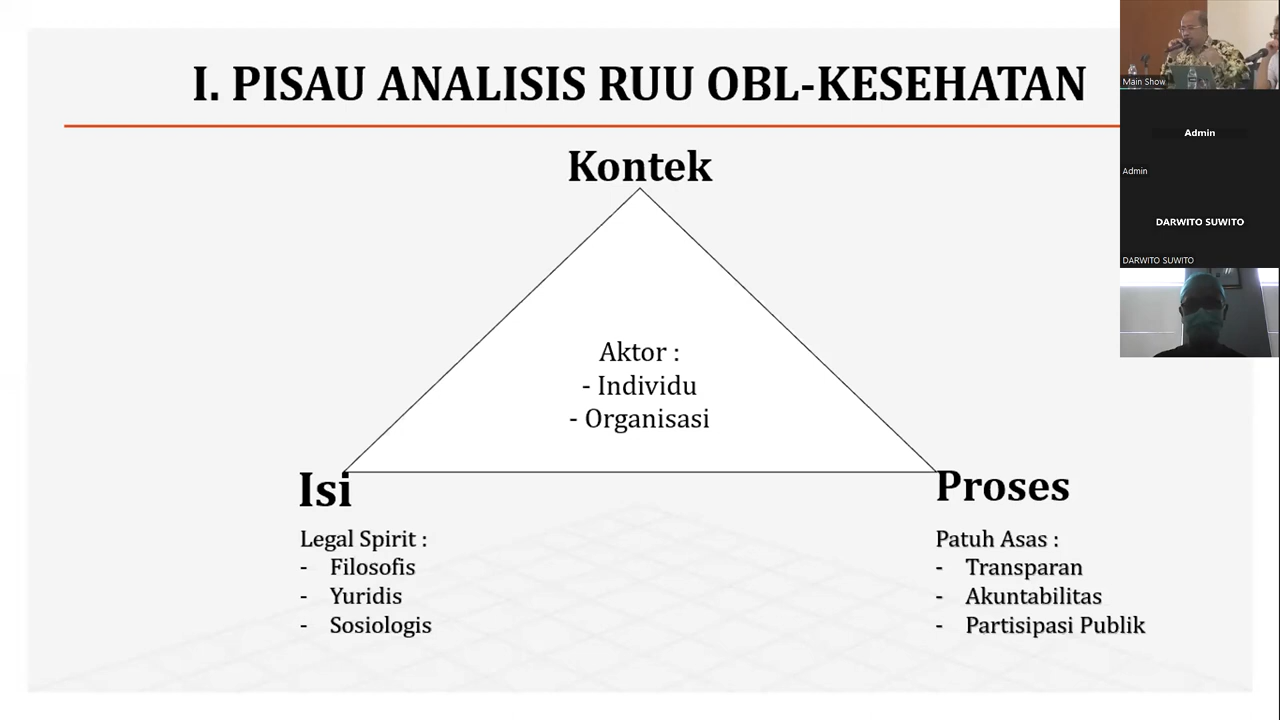 I. PISAU ANALISIS RUU OBL-KESEHATAN
Kontek
Aktor :
- Individu
- Organisasi
Isi
Legal Spirit :
- Filosofis
- Yuridis
- Sosiologis
Proses
Patuh Asas :
- Transparan
- Akuntabilitas
- Partisipasi Publik
Main Show
Admin
Admin
DARWITO SUWITO
DARWITO SUWITO